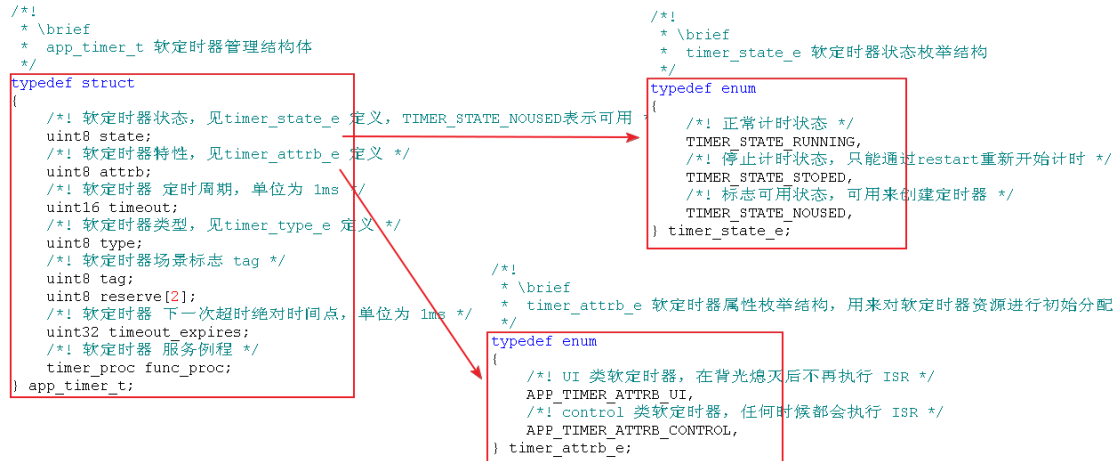 /*!
 * \brief
 *  app_timer_t 软定时器管理结构体
 */
typedef struct
{
    /*! 软定时器状态，见timer_state_e 定义，TIMER_STATE_NOUSED表示可用 *
    uint8 state;
    /*! 软定时器特性，见timer_attrb_e 定义 */
    uint8 attrb;
    /*! 软定时器 定时周期，单位为 1ms */
    uint16 timeout;
    /*! 软定时器类型，见timer_type_e 定义 */
    uint8 type;
    /*! 软定时器场景标志 tag */
    uint8 tag;
    uint8 reserve[2];
    /*! 软定时器 下一次超时绝对时间点，单位为 1ms */
    uint32 timeout_expires;
    /*! 软定时器 服务例程 */
    timer_proc func_proc;
} app_timer_t;
/*!
 * \brief
 *  timer_state_e 软定时器状态枚举结构
 */
typedef enum
{
    /*! 正常计时状态 */
    TIMER_STATE_RUNNING,
    /*! 停止计时状态，只能通过restart重新开始计时 */
    TIMER_STATE_STOPED,
    /*! 标志可用状态，可用来创建定时器 */
    TIMER_STATE_NOUSED,
} timer_state_e;
/*!
 * \brief
 *  timer_attrb_e 软定时器属性枚举结构，用来对软定时器资源进行初始分配
 */
typedef enum
{
    /*! UI 类软定时器，在背光熄灭后不再执行 ISR */
    APP_TIMER_ATTRB_UI,
    /*! control 类软定时器，任何时候都会执行 ISR */
    APP_TIMER_ATTRB_CONTROL,
} timer_attrb_e;